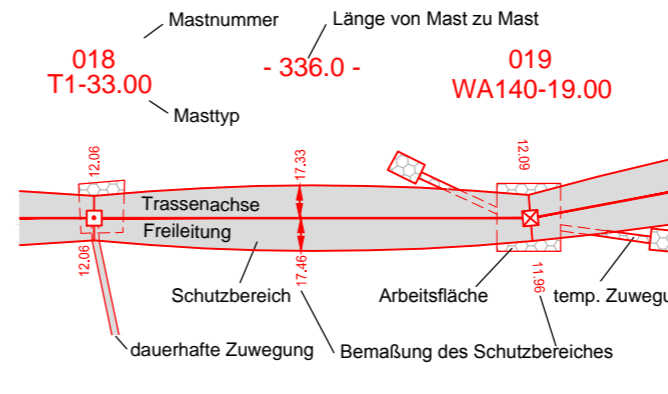 Mastnummer
Länge von Mast zu Mast
018
T1-33.00
- 336.0 -
019
WA140-19.00
Masttyp
12.06
17.33
12.09
Trassenachse
Freileitung
12.06
17.46
11.96
Schutzbereich
Arbeitsfläche
temp. Zuwegu
dauerhafte Zuwegung
Bemaßung des Schutzbereiches